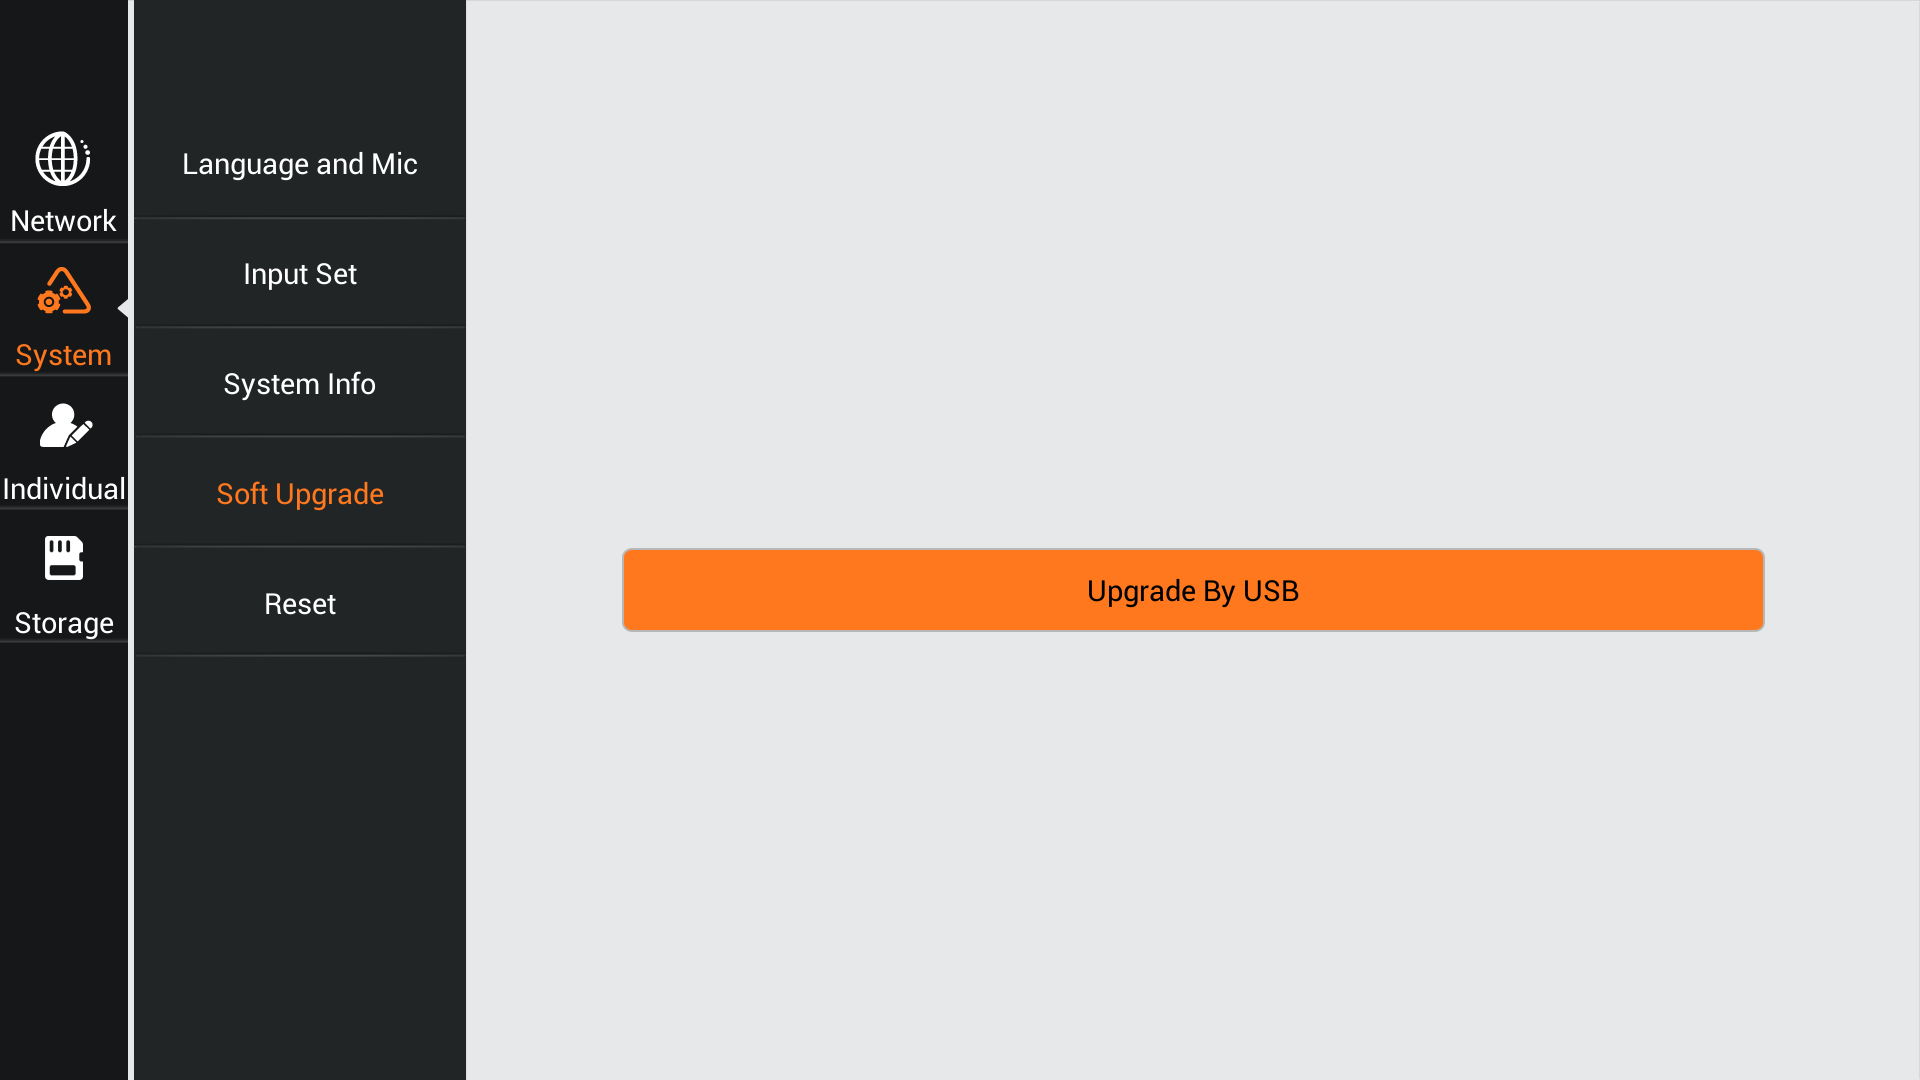 Network
System
Individual
Storage
Language and Mic
Input Set
System Info
Soft Upgrade
Reset
Upgrade By USB